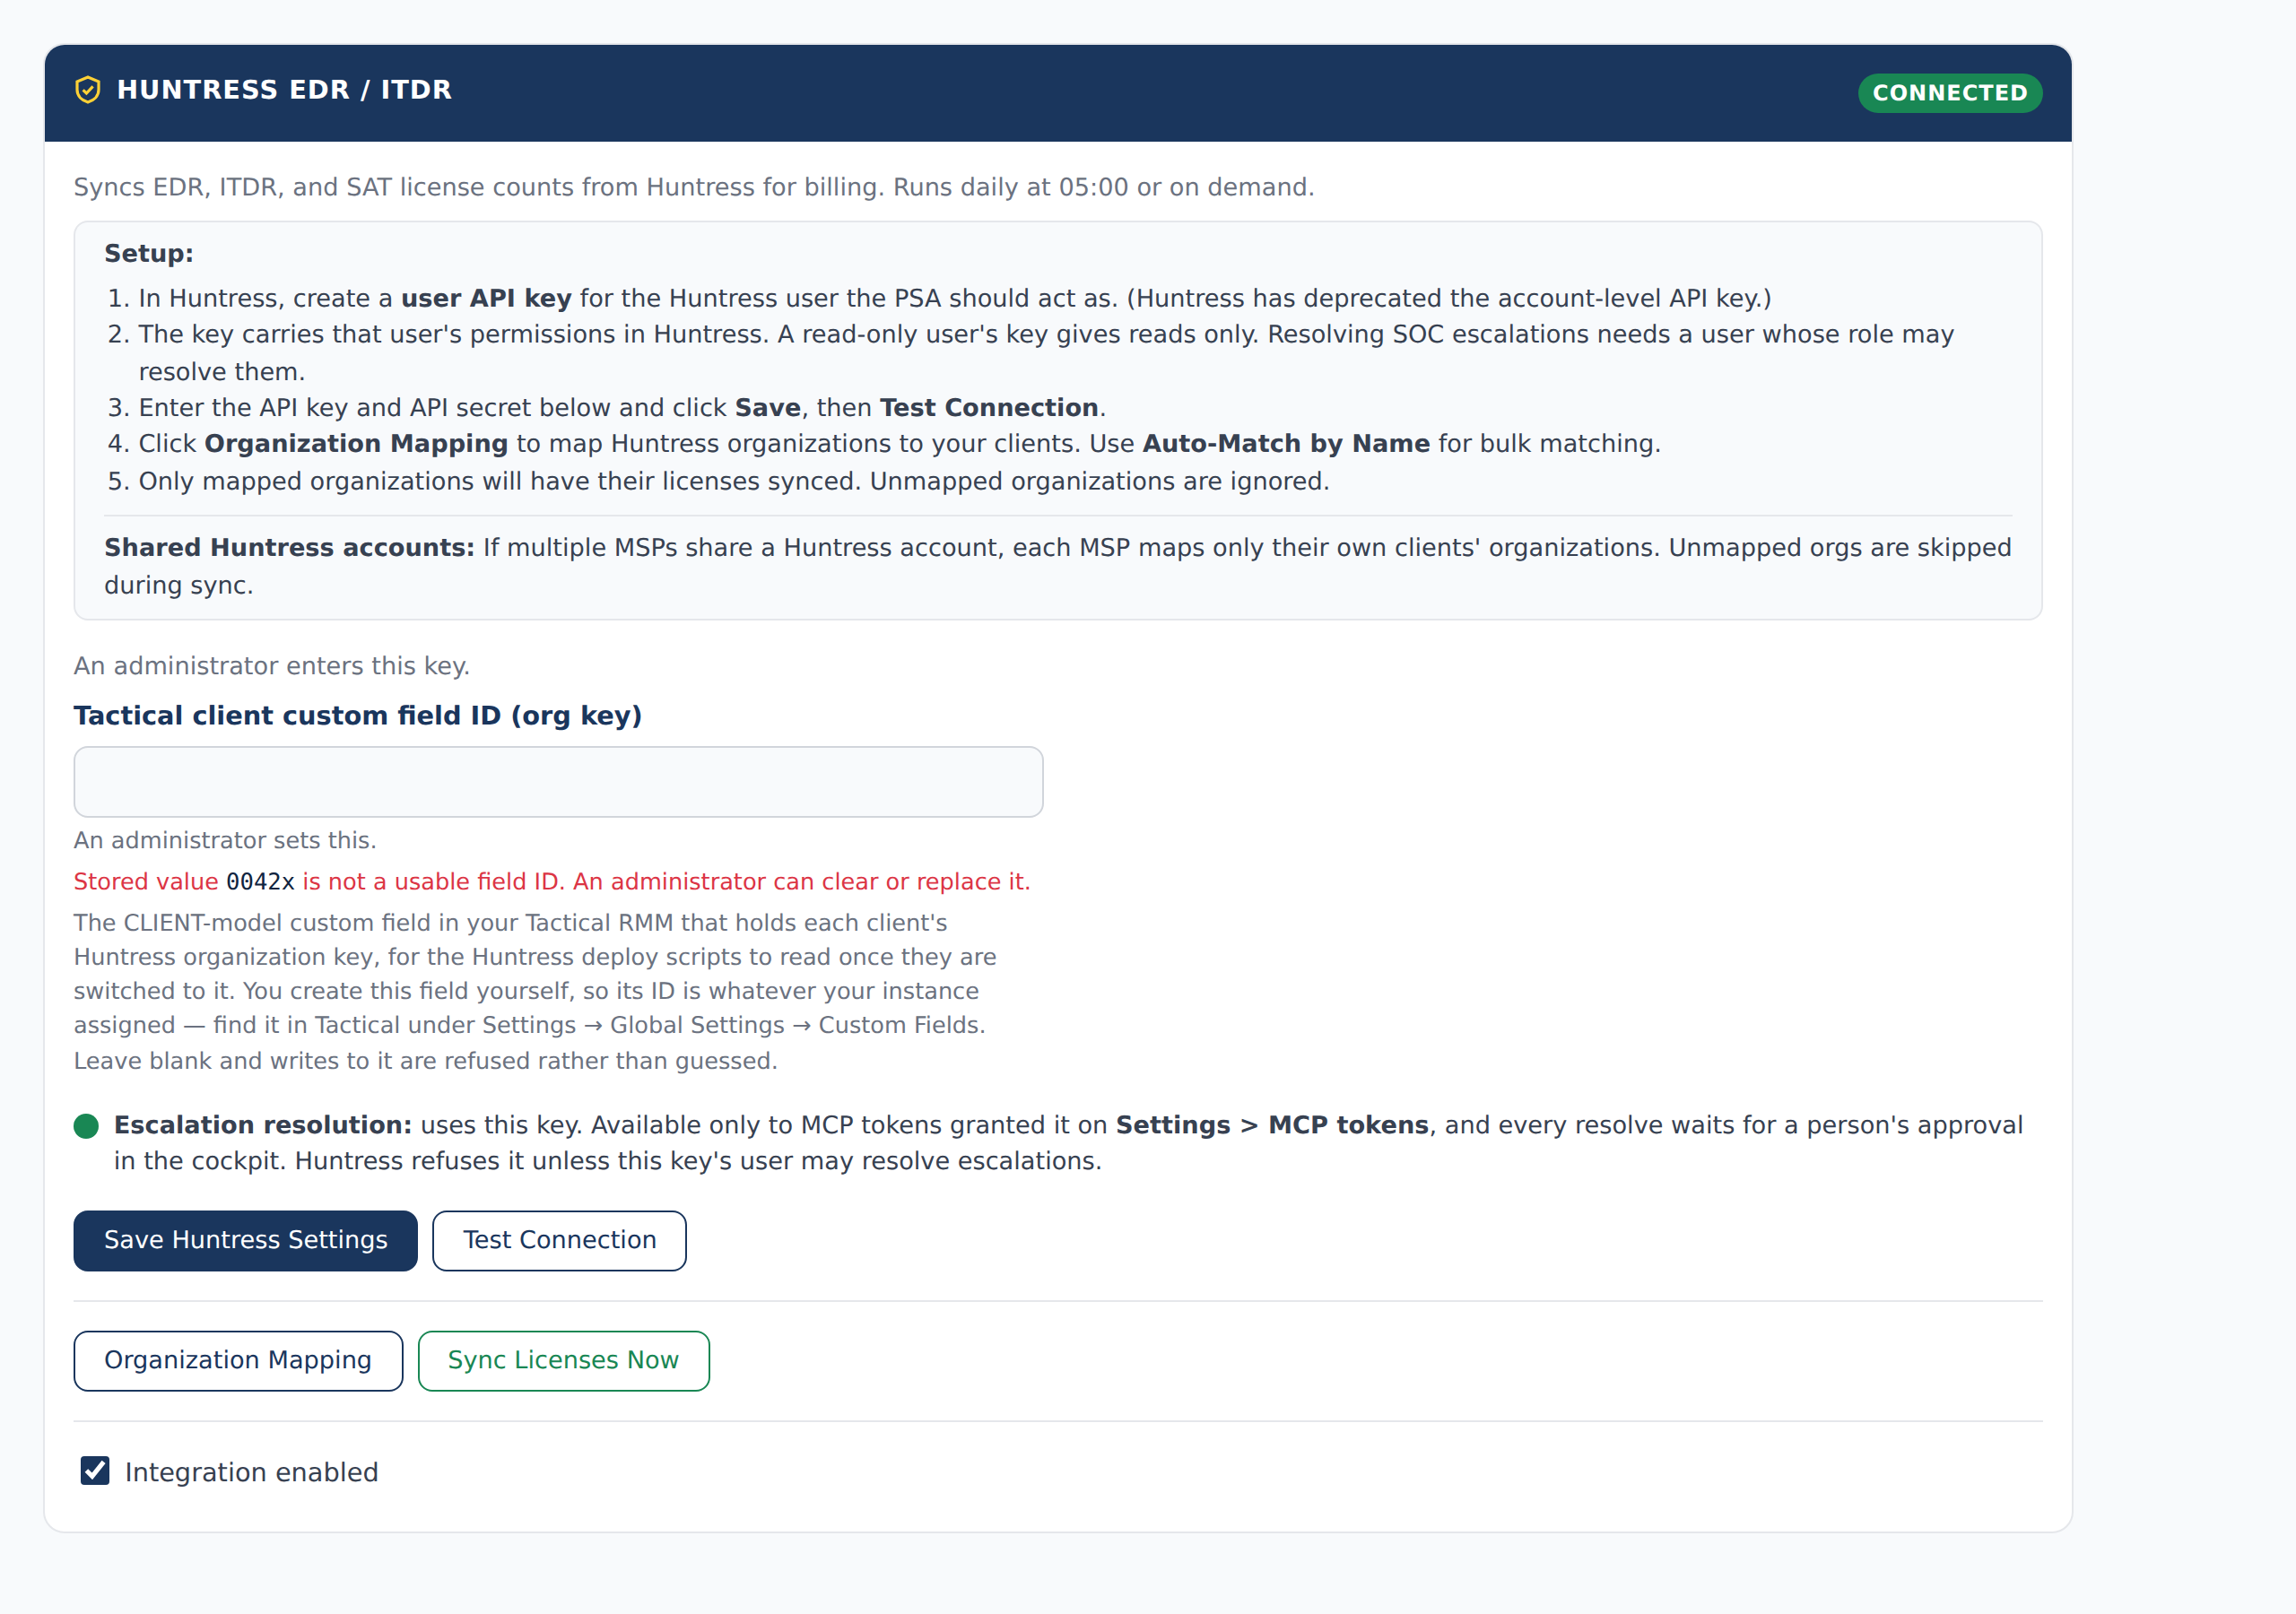 HUNTRESS EDR / ITDR
CONNECTED
Syncs EDR, ITDR, and SAT license counts from Huntress for billing. Runs daily at 05:00 or on demand.
Setup:
1. In Huntress, create a user API key for the Huntress user the PSA should act as. (Huntress has deprecated the account-level API key.)
2. The key carries that user's permissions in Huntress. A read-only user's key gives reads only. Resolving SOC escalations needs a user whose role may
resolve them.
3. Enter the API key and API secret below and click Save, then Test Connection.
4. Click Organization Mapping to map Huntress organizations to your clients. Use Auto-Match by Name for bulk matching.
5. Only mapped organizations will have their licenses synced. Unmapped organizations are ignored.
Shared Huntress accounts: If multiple MSPs share a Huntress account, each MSP maps only their own clients' organizations. Unmapped orgs are skipped
during sync.
An administrator enters this key.
Tactical client custom field ID (org key)
An administrator sets this.
Stored value 0042x is not a usable field ID. An administrator can clear or replace it.
The CLIENT-model custom field in your Tactical RMM that holds each client's
Huntress organization key, for the Huntress deploy scripts to read once they are
switched to it. You create this field yourself, so its ID is whatever your instance
assigned — find it in Tactical under Settings → Global Settings → Custom Fields.
Leave blank and writes to it are refused rather than guessed.
Escalation resolution: uses this key. Available only to MCP tokens granted it on Settings > MCP tokens, and every resolve waits for a person's approval
in the cockpit. Huntress refuses it unless this key's user may resolve escalations.
Save Huntress Settings
Test Connection
Organization Mapping
Sync Licenses Now
Integration enabled